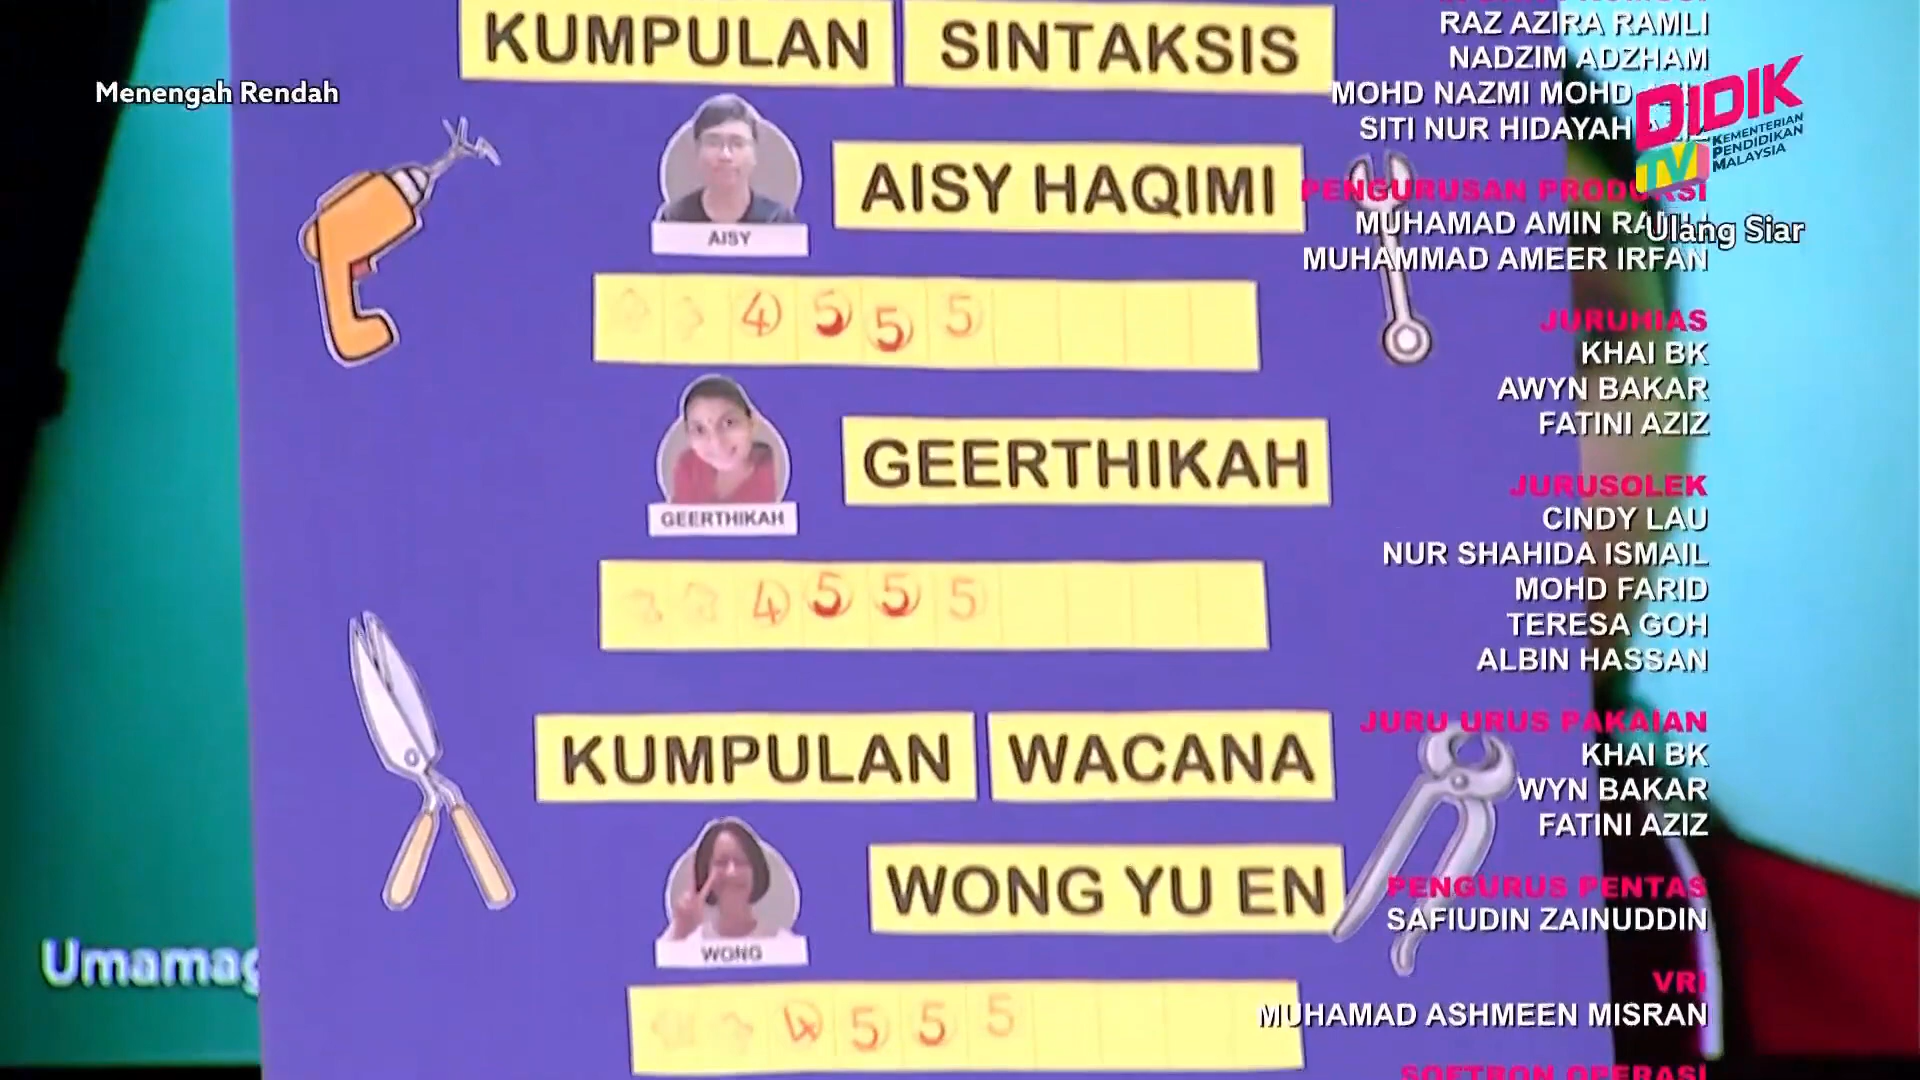 Menengah Rendah
KUMPULAN SINTAKSIS
AISY
AISY HAQIMI
4 5 5 5
GEERTHIKAH
GEERTHIKAH
4 5 5 5
KUMPULAN WACANA
WONG
WONG YU EN
4 5 5 5
Umamag
RAZ AZIRA RAMLI
NADZIM ADZHAM
MOHD NAZMI MOHD
SITI NUR HIDAYAH
DIDIK
TV
KEMENTERIAN
PENDIDIKAN
MALAYSIA
Ulang Siar
PENGURUSAN PRODUKSI
MUHAMAD AMIN
MUHAMMAD AMEER IRFAN
JURUHIAS
KHAI BK
AWYN BAKAR
FATINI AZIZ
JURUSOLEK
CINDY LAU
NUR SHAHIDA ISMAIL
MOHD FARID
TERESA GOH
ALBIN HASSAN
JURU URUS PAKAIAN
KHAI BK
WYN BAKAR
FATINI AZIZ
PENGURUS PENTAS
SAFIUDIN ZAINUDDIN
VRI
MUHAMAD ASHMEEN MISRAN
SOFTRON OPERASI